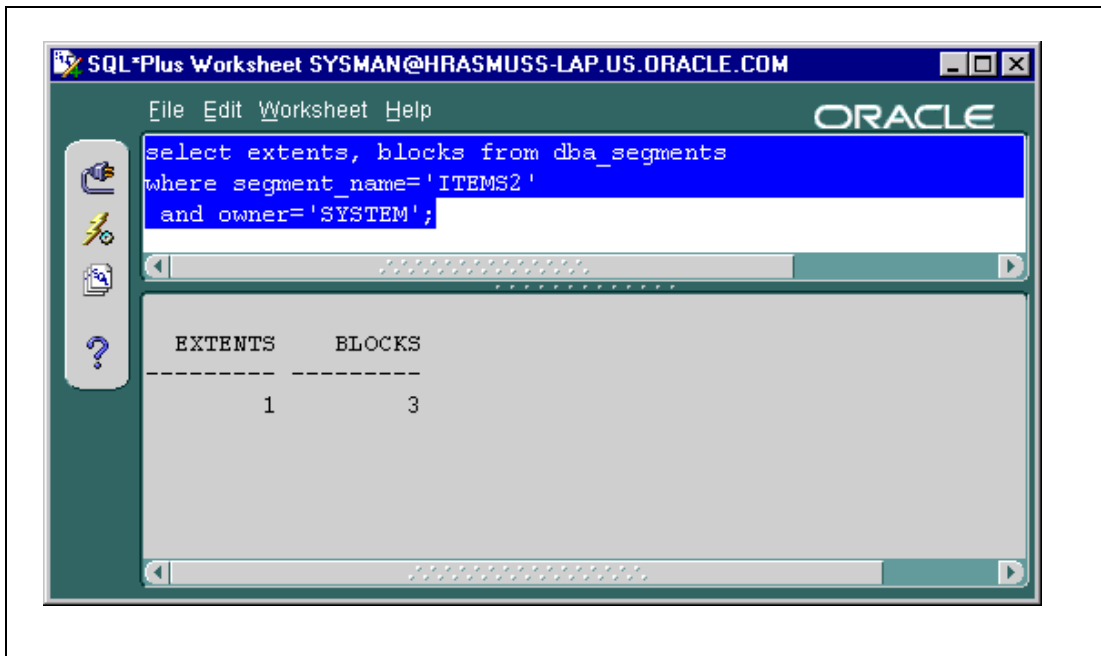 SQL*Plus Worksheet SYSMAN@HRASMUSS-LAP.US.ORACLE.COM
File Edit Worksheet Help
ORACLE
select extents, blocks from dba_segments
where segment_name='ITEMS2'
and owner='SYSTEM';
EXTENTS BLOCKS
--------- ---------
1 3